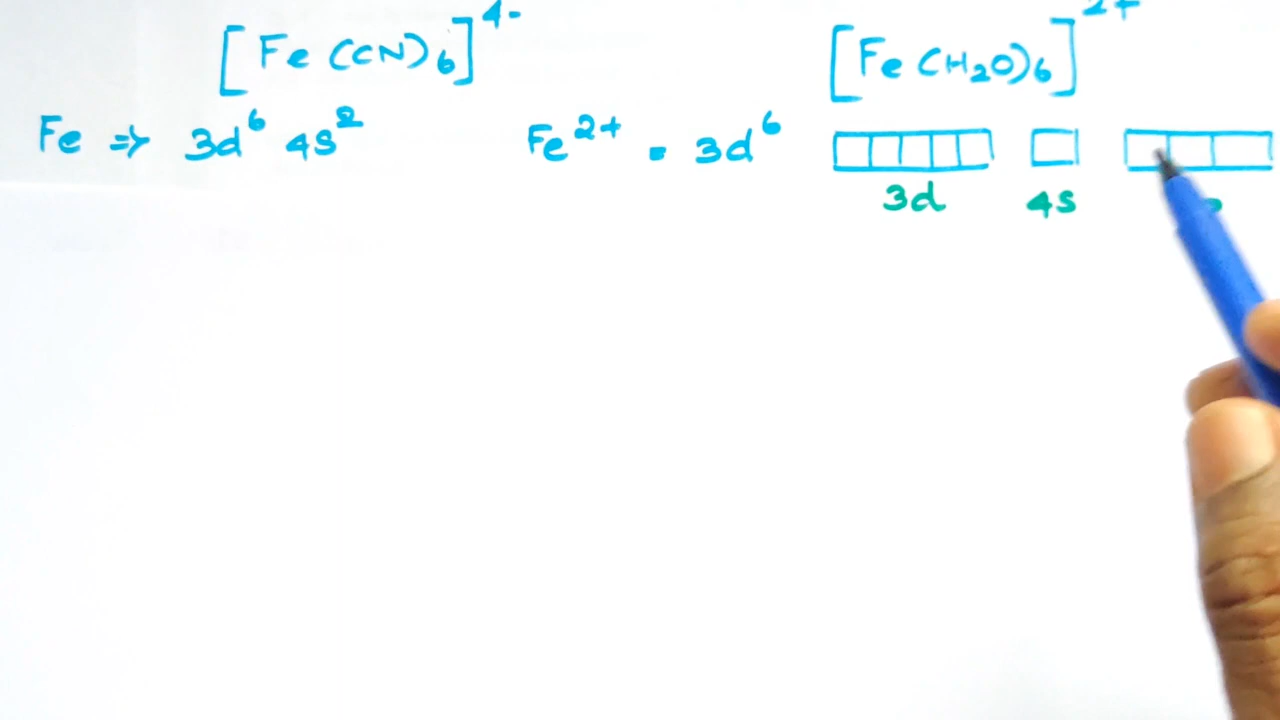 [Fe(CN)6]4- [Fe(H2O)6]2+
Fe ⇒ 3d6 4s2 Fe2+ = 3d6
3d 4s